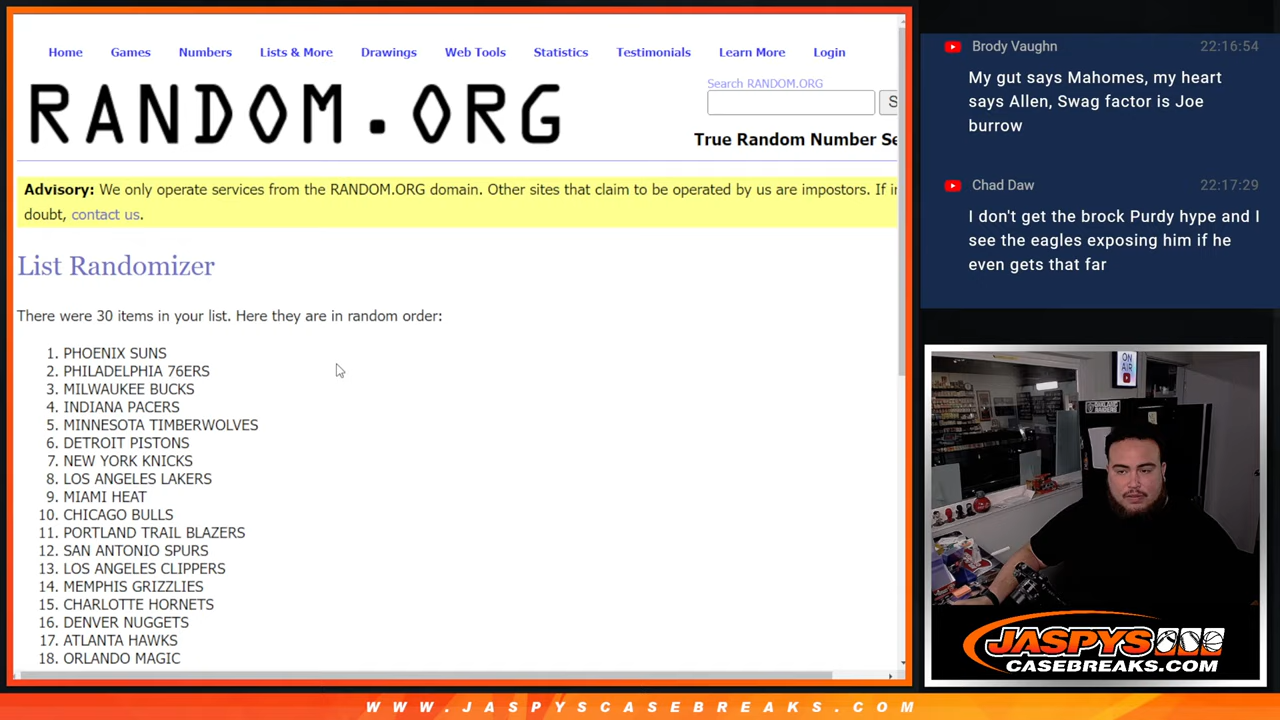 Home Games Numbers Lists & More Drawings Web Tools Statistics Testimonials Learn More Login
RANDOM.ORG
Search RANDOM.ORG
S
True Random Number Se
Advisory: We only operate services from the RANDOM.ORG domain. Other sites that claim to be operated by us are impostors. If in
doubt, contact us.
List Randomizer
There were 30 items in your list. Here they are in random order:
1. PHOENIX SUNS
2. PHILADELPHIA 76ERS
3. MILWAUKEE BUCKS
4. INDIANA PACERS
5. MINNESOTA TIMBERWOLVES
6. DETROIT PISTONS
7. NEW YORK KNICKS
8. LOS ANGELES LAKERS
9. MIAMI HEAT
10. CHICAGO BULLS
11. PORTLAND TRAIL BLAZERS
12. SAN ANTONIO SPURS
13. LOS ANGELES CLIPPERS
14. MEMPHIS GRIZZLIES
15. CHARLOTTE HORNETS
16. DENVER NUGGETS
17. ATLANTA HAWKS
18. ORLANDO MAGIC
Brody Vaughn 22:16:54
My gut says Mahomes, my heart
says Allen, Swag factor is Joe
burrow
Chad Daw 22:17:29
I don't get the brock Purdy hype and I
see the eagles exposing him if he
even gets that far
ON
AIR
JASPYS
CASEBREAKS.COM
WWW.JASPYSCASEBREAKS.COM